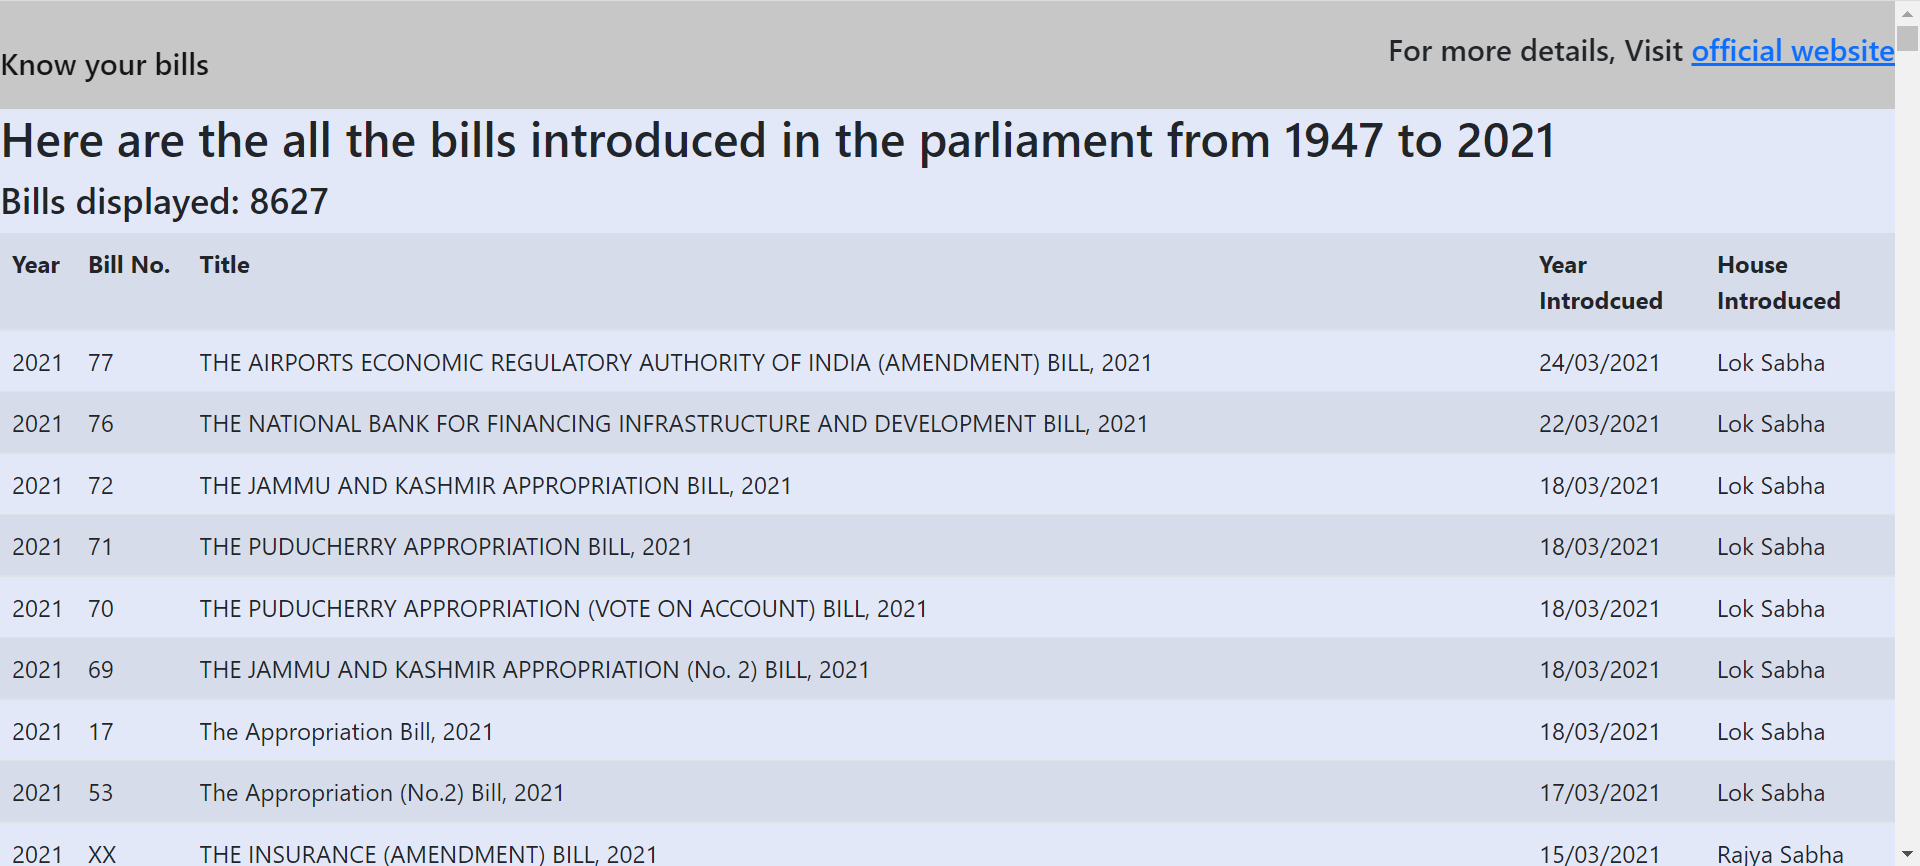 Know your bills
For more details, Visit official website
Here are the all the bills introduced in the parliament from 1947 to 2021
Bills displayed: 8627
Year Bill No. Title Year Introdcued House Introduced
2021 77 THE AIRPORTS ECONOMIC REGULATORY AUTHORITY OF INDIA (AMENDMENT) BILL, 2021 24/03/2021 Lok Sabha
2021 76 THE NATIONAL BANK FOR FINANCING INFRASTRUCTURE AND DEVELOPMENT BILL, 2021 22/03/2021 Lok Sabha
2021 72 THE JAMMU AND KASHMIR APPROPRIATION BILL, 2021 18/03/2021 Lok Sabha
2021 71 THE PUDUCHERRY APPROPRIATION BILL, 2021 18/03/2021 Lok Sabha
2021 70 THE PUDUCHERRY APPROPRIATION (VOTE ON ACCOUNT) BILL, 2021 18/03/2021 Lok Sabha
2021 69 THE JAMMU AND KASHMIR APPROPRIATION (No. 2) BILL, 2021 18/03/2021 Lok Sabha
2021 17 The Appropriation Bill, 2021 18/03/2021 Lok Sabha
2021 53 The Appropriation (No.2) Bill, 2021 17/03/2021 Lok Sabha
2021 XX THE INSURANCE (AMENDMENT) BILL, 2021 15/03/2021 Rajya Sabha